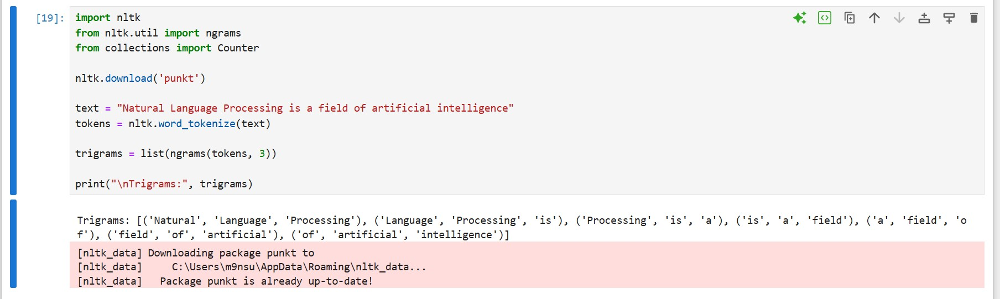 [19]: import nltk
from nltk.util import ngrams
from collections import Counter
nltk.download('punkt')
text = "Natural Language Processing is a field of artificial intelligence"
tokens = nltk.word_tokenize(text)
trigrams = list(ngrams(tokens, 3))
print("\nTrigrams:", trigrams)
Trigrams: [('Natural', 'Language', 'Processing'), ('Language', 'Processing', 'is'), ('Processing', 'is', 'a'), ('is', 'a', 'field'), ('a', 'field', 'o
f'), ('field', 'of', 'artificial'), ('of', 'artificial', 'intelligence')]
[nltk_data] Downloading package punkt to
[nltk_data]     C:\Users\m9nsu\AppData\Roaming\nltk_data...
[nltk_data]   Package punkt is already up-to-date!